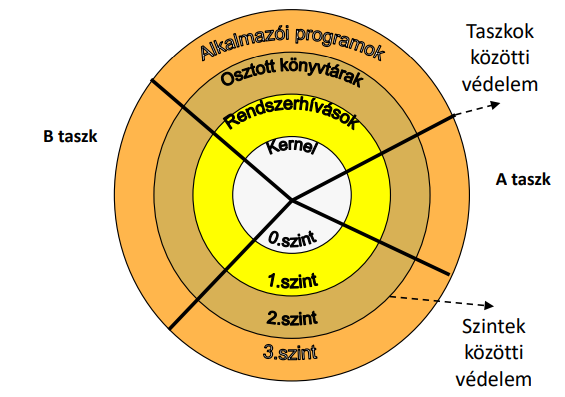 Alkalmazói programok
Osztott könyvtárak
Rendszerhívások
Kernel
0.szint
1.szint
2.szint
3.szint
B taszk
A taszk
Taszkok
közötti
védelem
Szintek
közötti
védelem